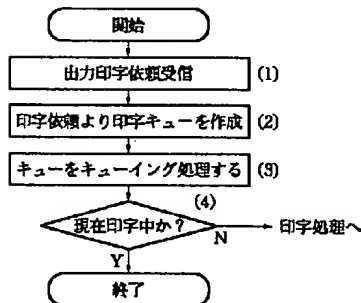 開始
出力印字依頼受信 (1)
印字依頼より印字キューを作成 (2)
キューをキューイング処理する (3)
(4)
現在印字中か？ N 印字処理へ
Y
終了